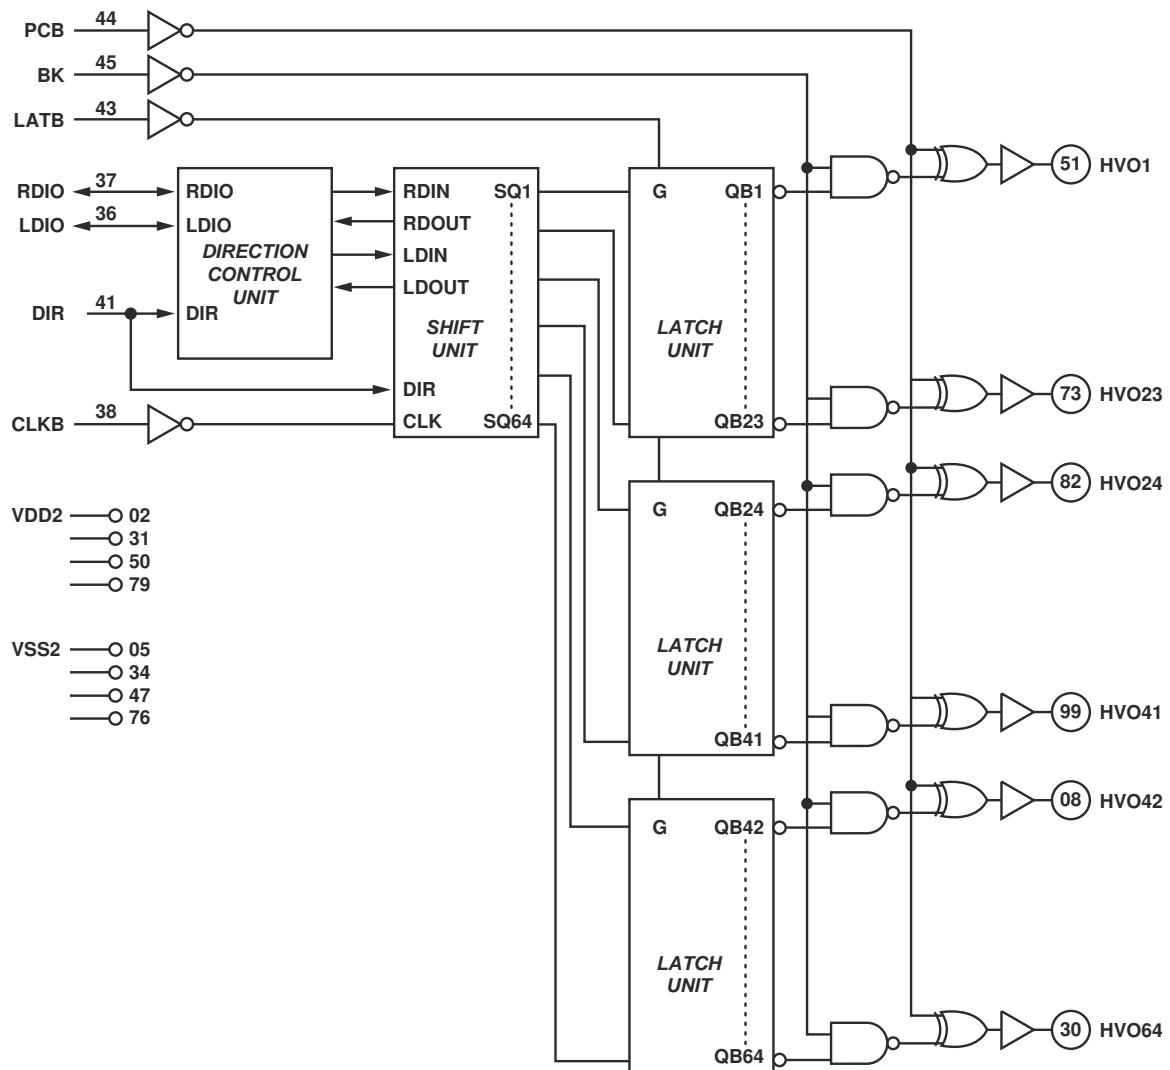 PCB 44
BK 45
LATB 43
51 HVO1
RDIO 37 RDIO RDIN SQ1 G QB1
LDIO 36 LDIO RDOUT
DIRECTION
CONTROL
UNIT
LDIN
LDOUT
DIR 41 DIR
SHIFT
UNIT
LATCH
UNIT
DIR
CLKB 38 CLK SQ64 QB23
73 HVO23
82 HVO24
G QB24
VDD2 02
31
50
79
VSS2 05
34
47
76
LATCH
UNIT
QB41
99 HVO41
08 HVO42
G QB42
LATCH
UNIT
QB64
30 HVO64